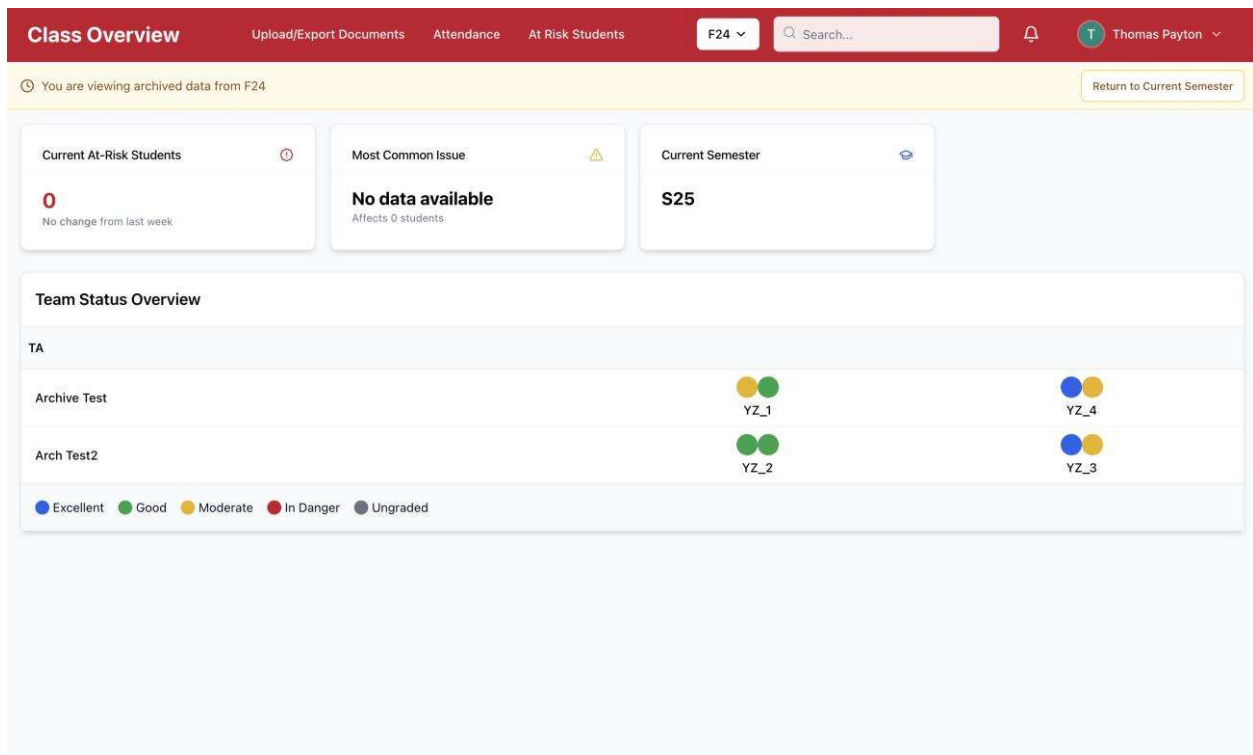 Class Overview
Upload/Export Documents
Attendance
At Risk Students
F24
Search...
T
Thomas Payton
You are viewing archived data from F24
Return to Current Semester
Current At-Risk Students
0
No change from last week
Most Common Issue
No data available
Affects 0 students
Current Semester
S25
Team Status Overview
TA
Archive Test
YZ_1
YZ_4
Arch Test2
YZ_2
YZ_3
Excellent
Good
Moderate
In Danger
Ungraded